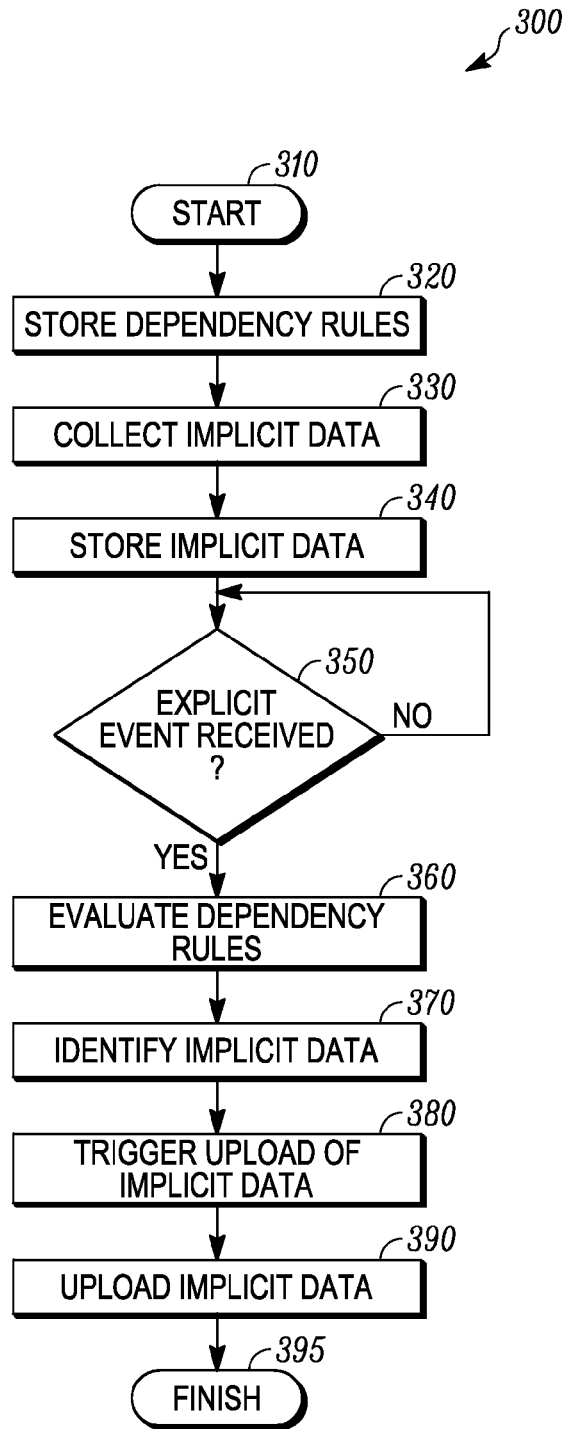 300
310
START
320
STORE DEPENDENCY RULES
330
COLLECT IMPLICIT DATA
340
STORE IMPLICIT DATA
350
EXPLICIT
EVENT RECEIVED
?
NO
YES
360
EVALUATE DEPENDENCY
RULES
370
IDENTIFY IMPLICIT DATA
380
TRIGGER UPLOAD OF
IMPLICIT DATA
390
UPLOAD IMPLICIT DATA
395
FINISH